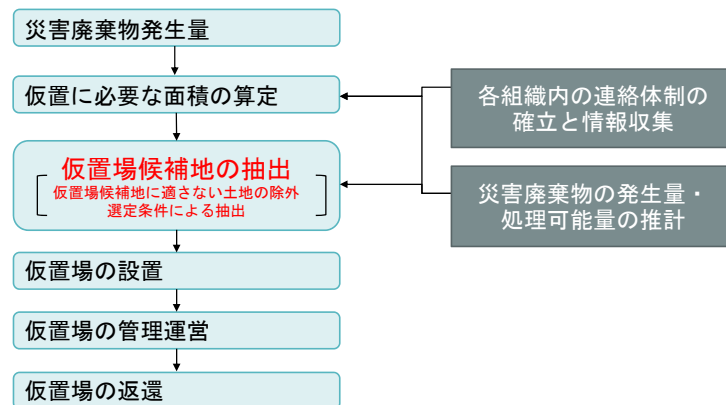 災害廃棄物発生量
仮置に必要な面積の算定
仮置場候補地の抽出
仮置場候補地に適さない土地の除外
選定条件による抽出
仮置場の設置
仮置場の管理運営
仮置場の返還
各組織内の連絡体制の
確立と情報収集
災害廃棄物の発生量・
処理可能量の推計